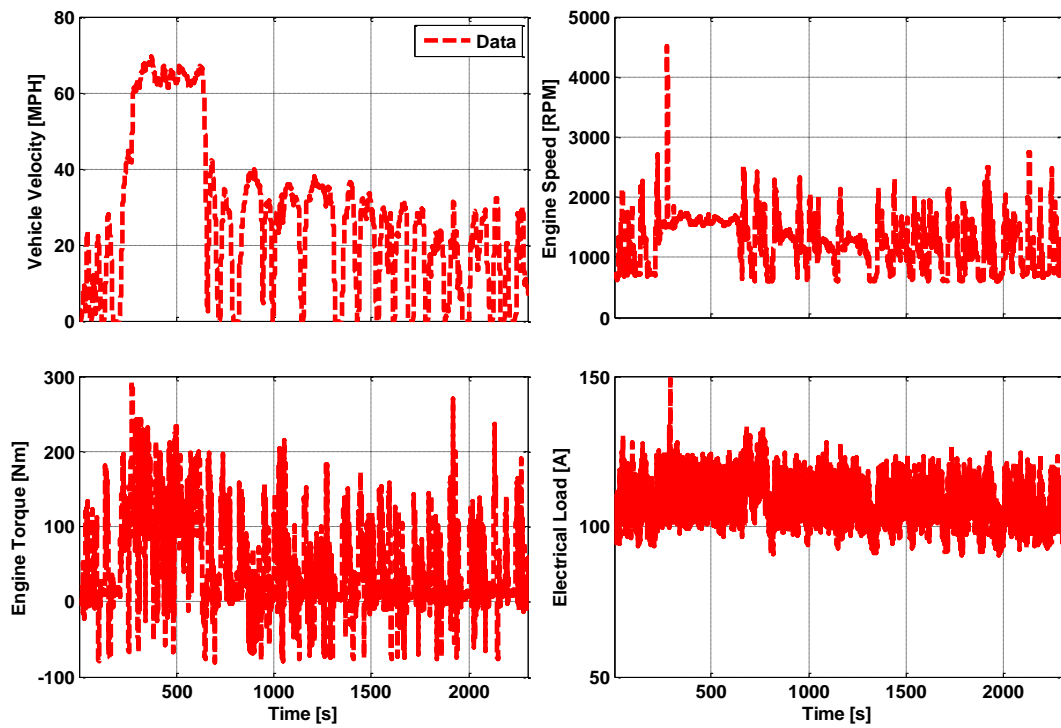 80
60
40
20
0
Vehicle Velocity [MPH]
Data
5000
4000
3000
2000
1000
0
Engine Speed [RPM]
300
200
100
0
-100
Engine Torque [Nm]
500 1000 1500 2000
Time [s]
150
100
50
Electrical Load [A]
500 1000 1500 2000
Time [s]